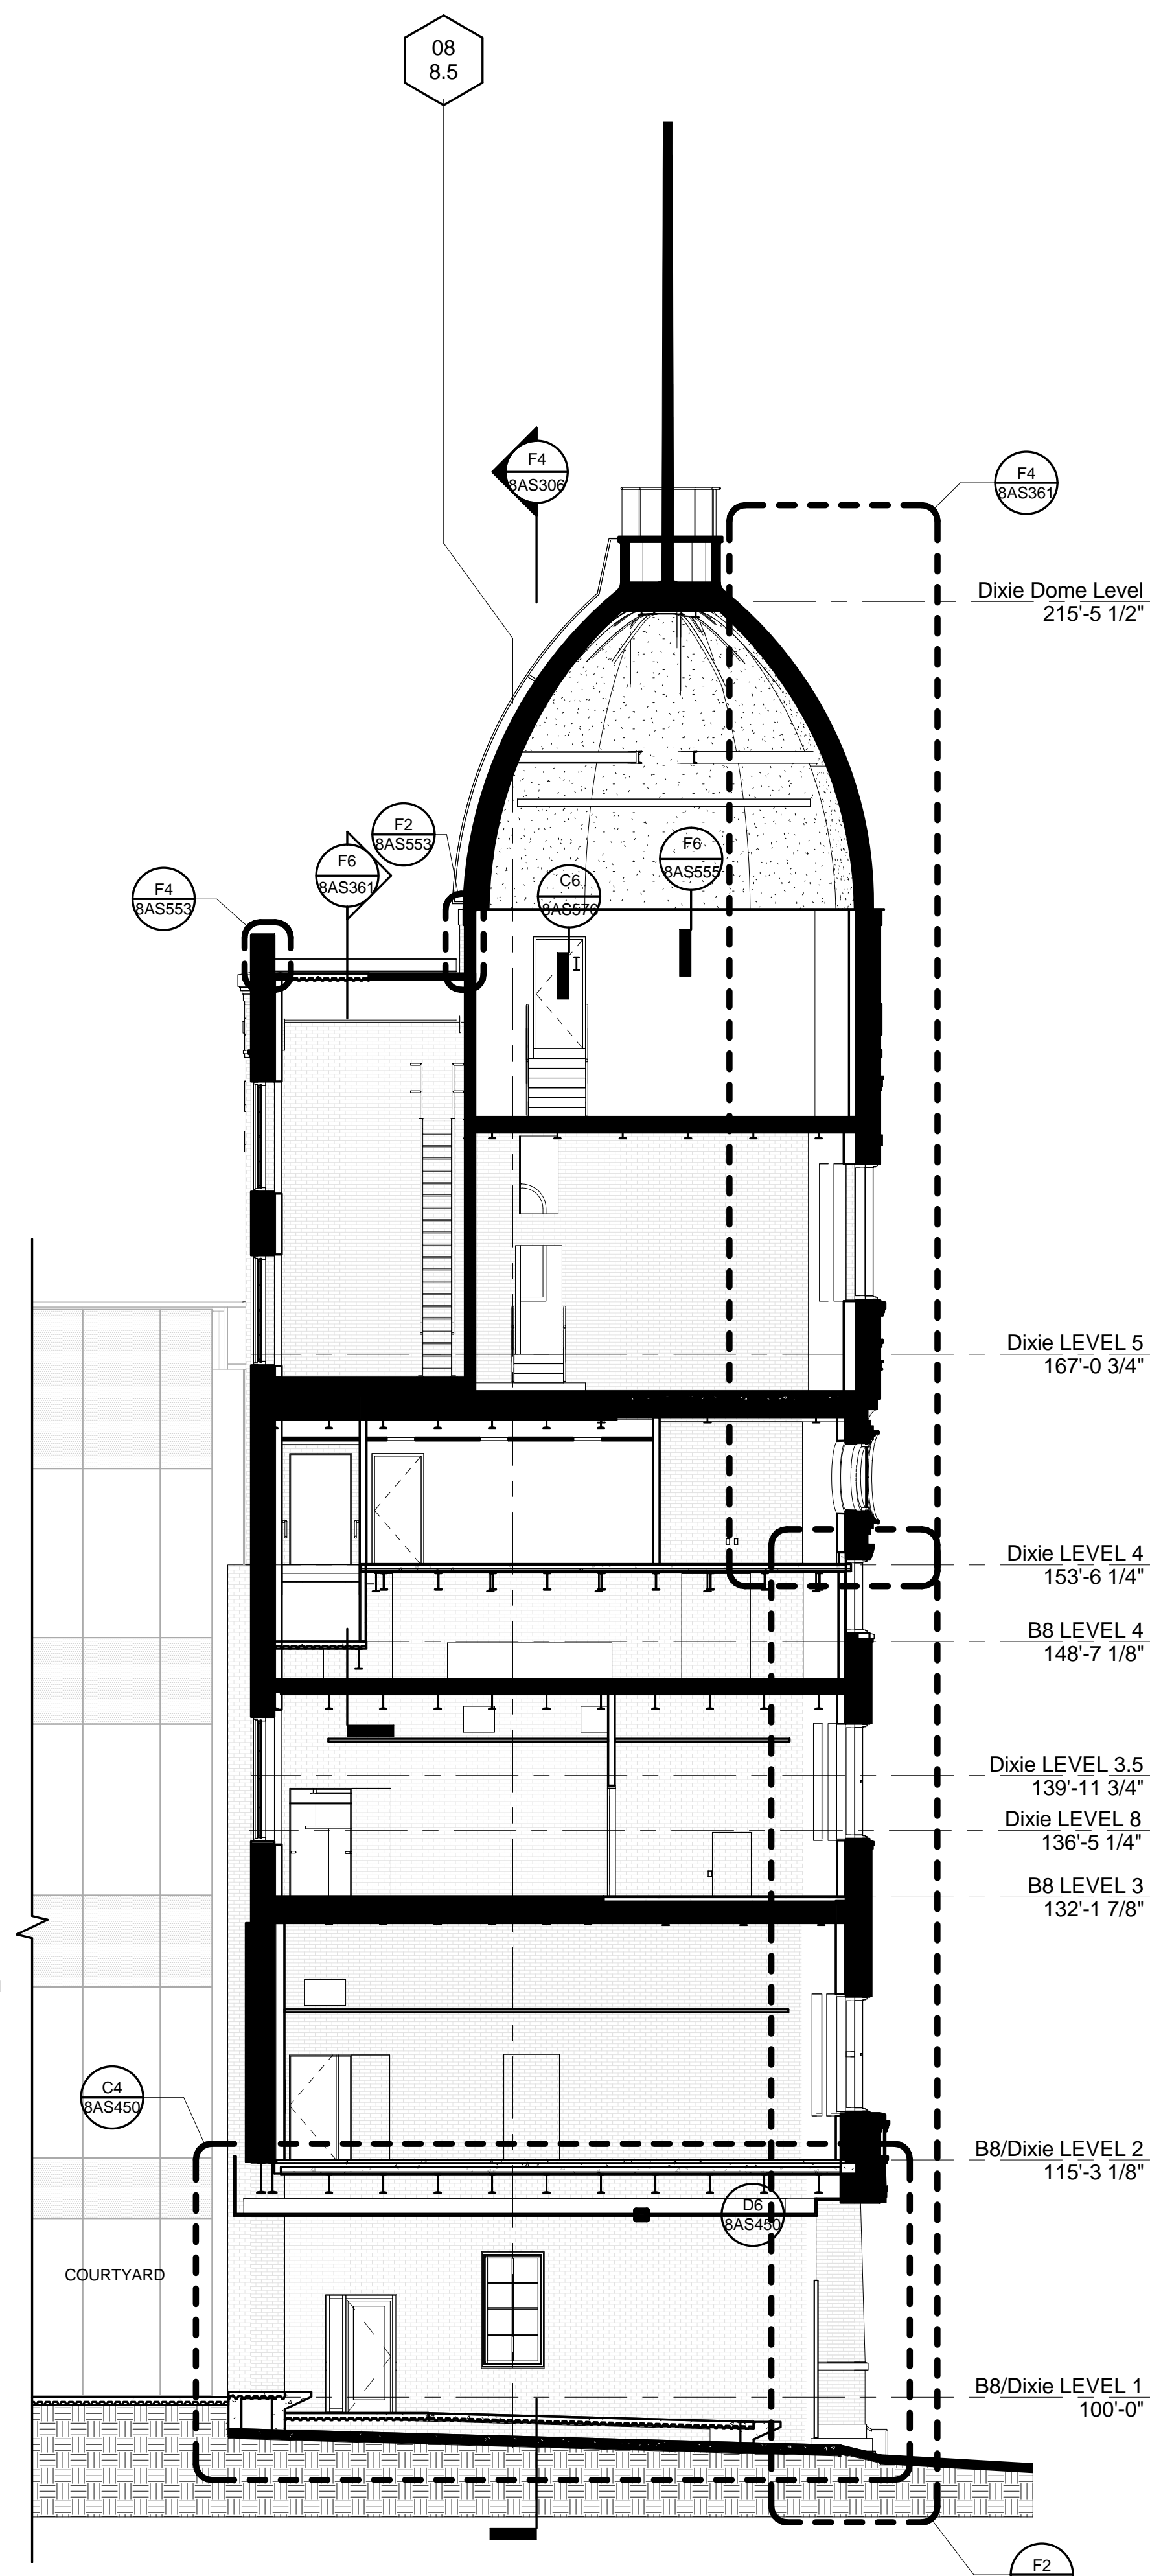 08
8.5
F4
8AS306
F4
8AS361
Dixie Dome Level
215'-5 1/2"
F2
8AS553
F6
8AS361
F6
8AS555
C6
8AS576
F4
8AS553
Dixie LEVEL 5
167'-0 3/4"
Dixie LEVEL 4
153'-6 1/4"
B8 LEVEL 4
148'-7 1/8"
Dixie LEVEL 3.5
139'-11 3/4"
Dixie LEVEL 8
136'-5 1/4"
B8 LEVEL 3
132'-1 7/8"
C4
8AS450
B8/Dixie LEVEL 2
115'-3 1/8"
D6
8AS450
COURTYARD
B8/Dixie LEVEL 1
100'-0"
F2